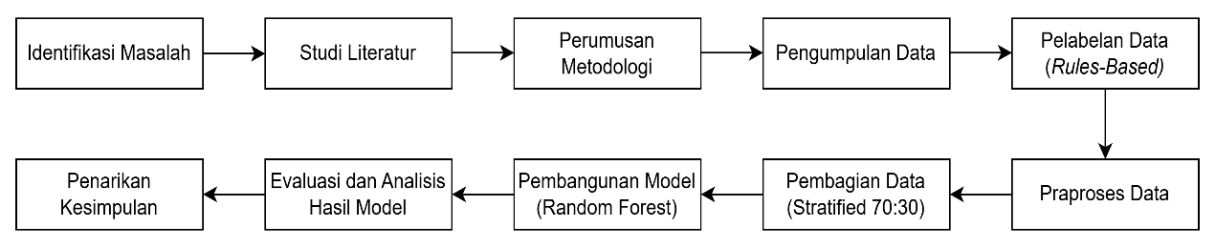 Identifikasi Masalah
Studi Literatur
Perumusan
Metodologi
Pengumpulan Data
Pelabelan Data
(Rules-Based)
Praproses Data
Pembagian Data
(Stratified 70:30)
Pembangunan Model
(Random Forest)
Evaluasi dan Analisis
Hasil Model
Penarikan
Kesimpulan